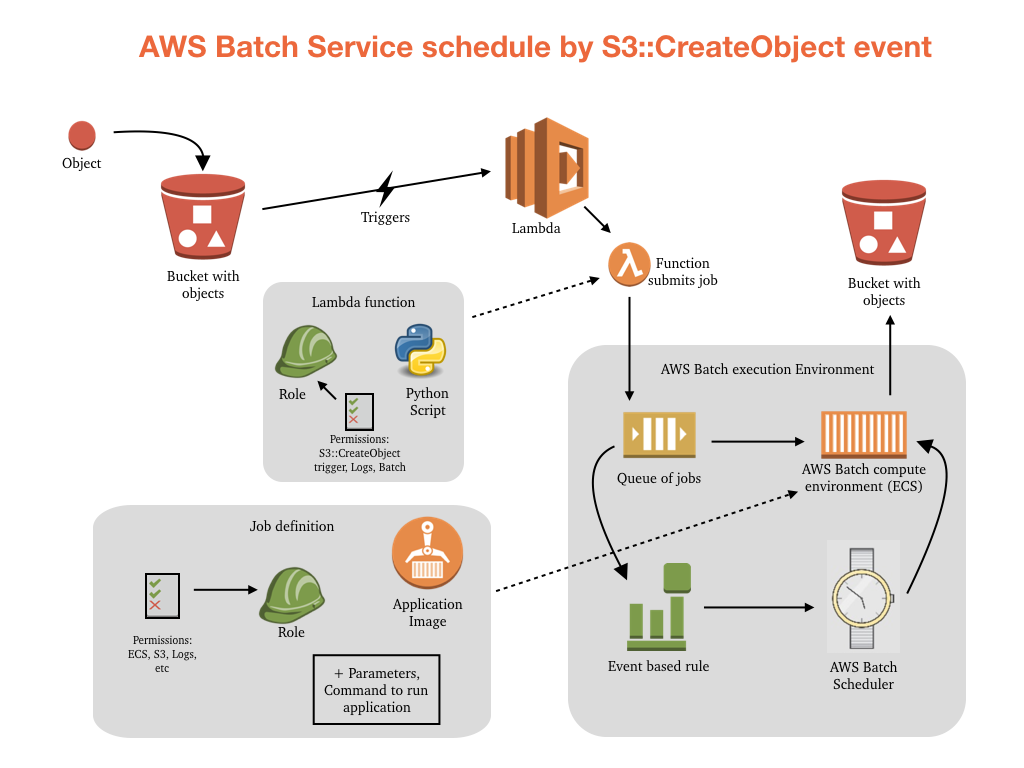 AWS Batch Service schedule by S3::CreateObject event
Object
Bucket with
objects
Triggers
Lambda
Function
submits job
Bucket with
objects
Lambda function
Role
Python
Script
Permissions:
S3::CreateObject
trigger, Logs, Batch
AWS Batch execution Environment
Queue of jobs
AWS Batch compute
environment (ECS)
Event based rule
AWS Batch
Scheduler
Job definition
Permissions:
ECS, S3, Logs,
etc
Role
Application
Image
+ Parameters,
Command to run
application